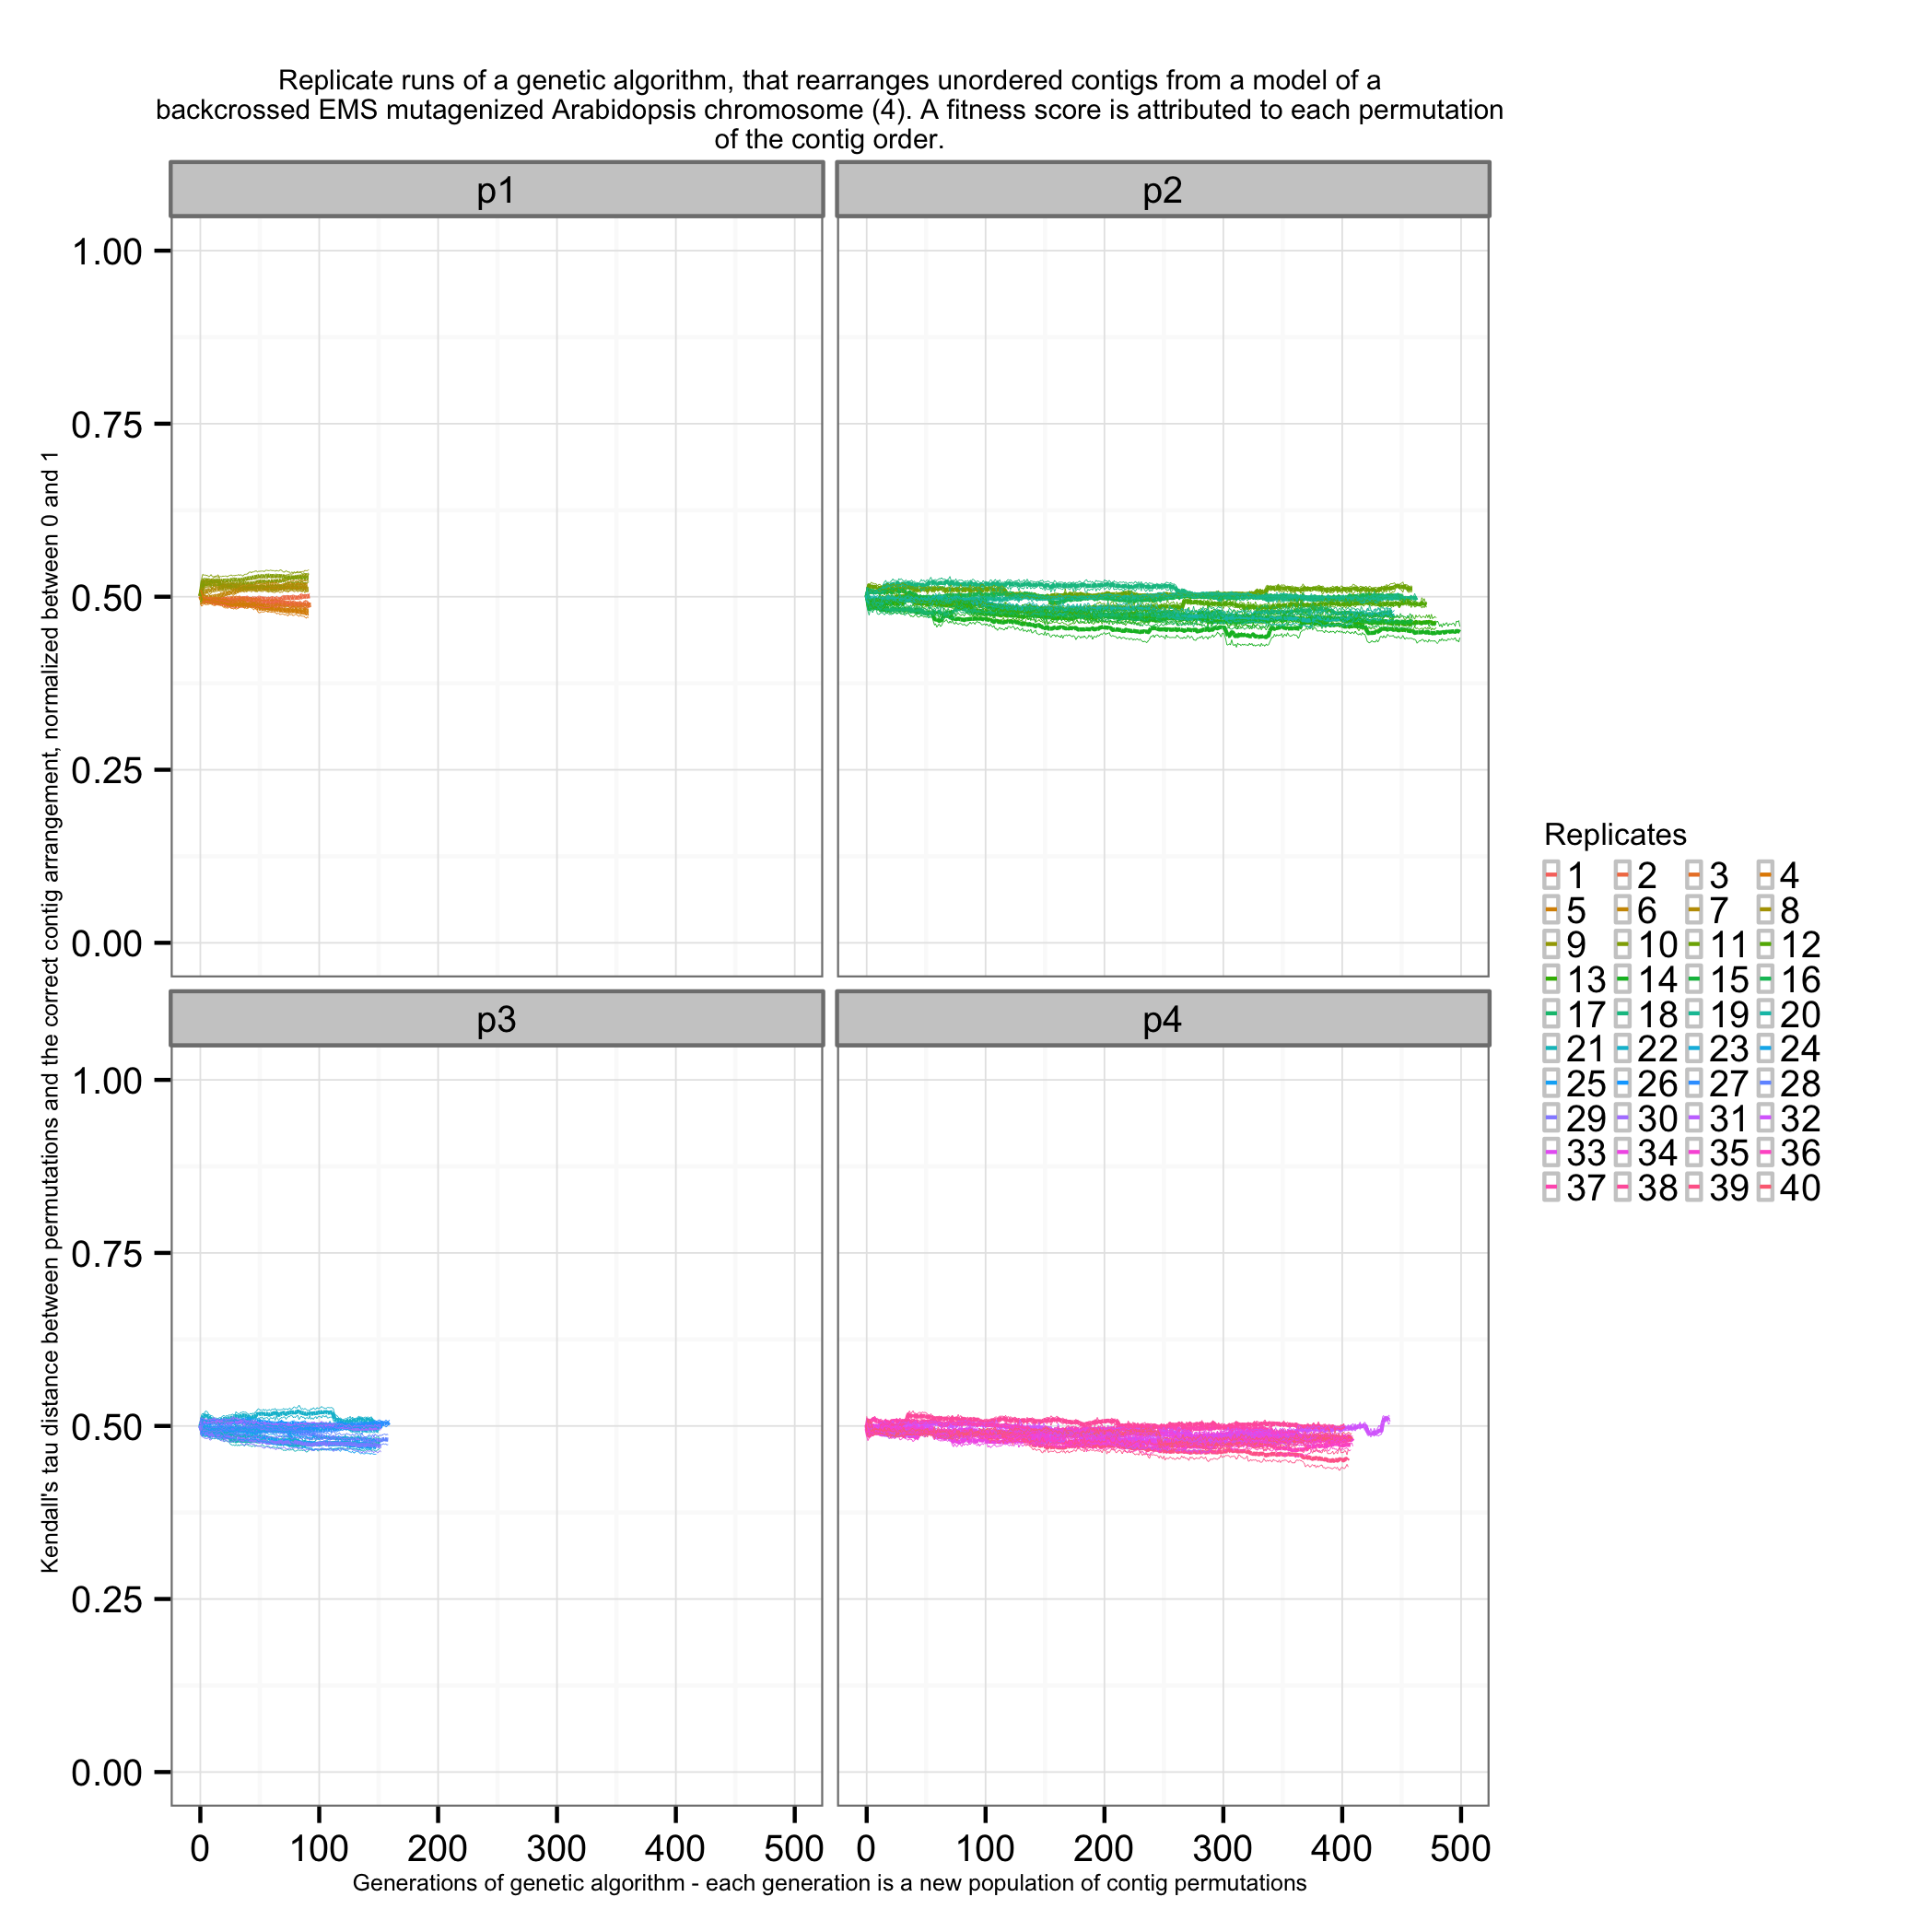 Replicate runs of a genetic algorithm, that rearranges unordered contigs from a model of a
backcrossed EMS mutagenized Arabidopsis chromosome (4). A fitness score is attributed to each permutation
of the contig order.
p1
p2
1.00
0.75
0.50
0.25
0.00
p3
p4
1.00
0.75
0.50
0.25
0.00
0 100 200 300 400 500 0 100 200 300 400 500
Generations of genetic algorithm - each generation is a new population of contig permutations
Kendall's tau distance between permutations and the correct contig arrangement, normalized between 0 and 1
Replicates
1 2 3 4
5 6 7 8
9 10 11 12
13 14 15 16
17 18 19 20
21 22 23 24
25 26 27 28
29 30 31 32
33 34 35 36
37 38 39 40